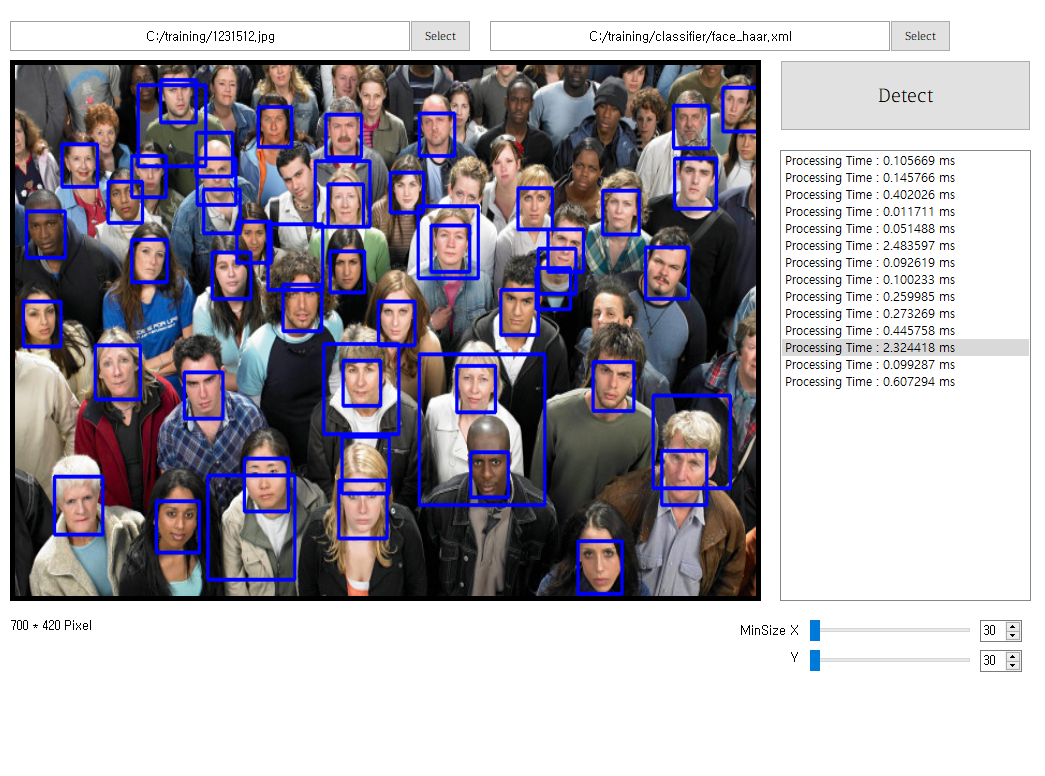 C:/training/1231512.jpg
Select
C:/training/classifier/face_haar.xml
Select
Detect
Processing Time : 0.105669 ms
Processing Time : 0.145766 ms
Processing Time : 0.402026 ms
Processing Time : 0.011711 ms
Processing Time : 0.051488 ms
Processing Time : 2.483597 ms
Processing Time : 0.092619 ms
Processing Time : 0.100233 ms
Processing Time : 0.259985 ms
Processing Time : 0.273269 ms
Processing Time : 0.445758 ms
Processing Time : 2.324418 ms
Processing Time : 0.099287 ms
Processing Time : 0.607294 ms
700 * 420 Pixel
MinSize X
30
Y
30